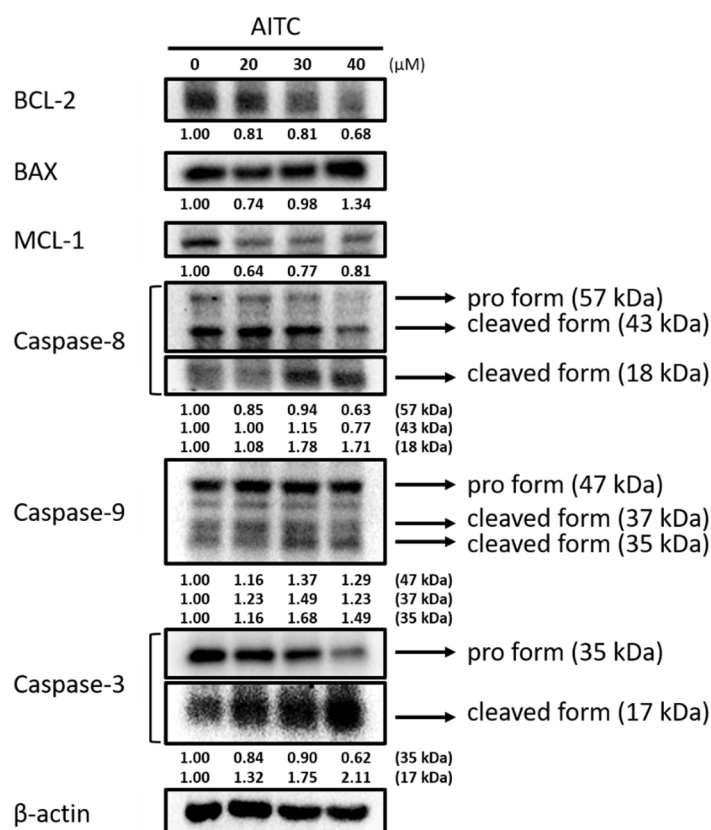 AITC
0 20 30 40 (μM)
BCL-2
1.00 0.81 0.81 0.68
BAX
1.00 0.74 0.98 1.34
MCL-1
1.00 0.64 0.77 0.81
Caspase-8
pro form (57 kDa)
cleaved form (43 kDa)
cleaved form (18 kDa)
1.00 0.85 0.94 0.63 (57 kDa)
1.00 1.00 1.15 0.77 (43 kDa)
1.00 1.08 1.78 1.71 (18 kDa)
Caspase-9
pro form (47 kDa)
cleaved form (37 kDa)
cleaved form (35 kDa)
1.00 1.16 1.37 1.29 (47 kDa)
1.00 1.23 1.49 1.23 (37 kDa)
1.00 1.16 1.68 1.49 (35 kDa)
Caspase-3
pro form (35 kDa)
cleaved form (17 kDa)
1.00 0.84 0.90 0.62 (35 kDa)
1.00 1.32 1.75 2.11 (17 kDa)
β-actin